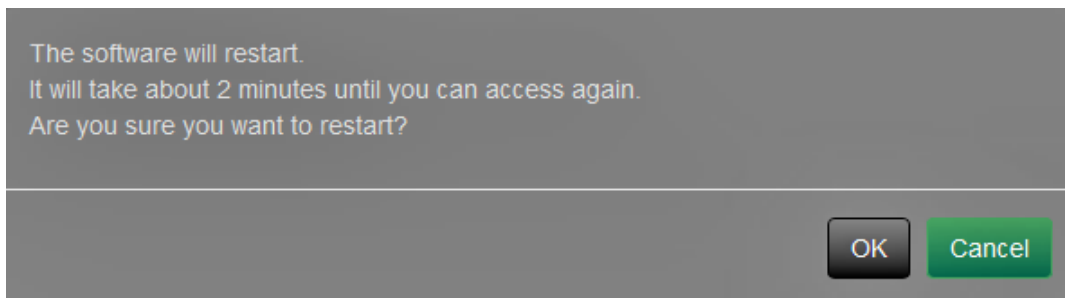 The software will restart.
It will take about 2 minutes until you can access again.
Are you sure you want to restart?
OK
Cancel